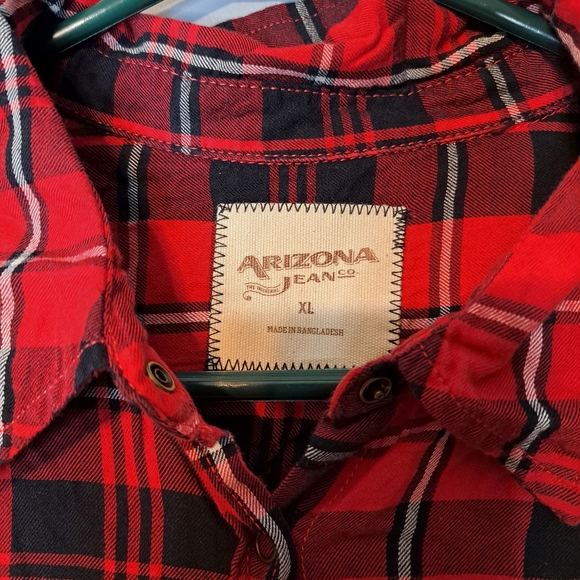 ARIZONA
THE ORIGINAL JEAN CO.
XL
MADE IN BANGLADESH